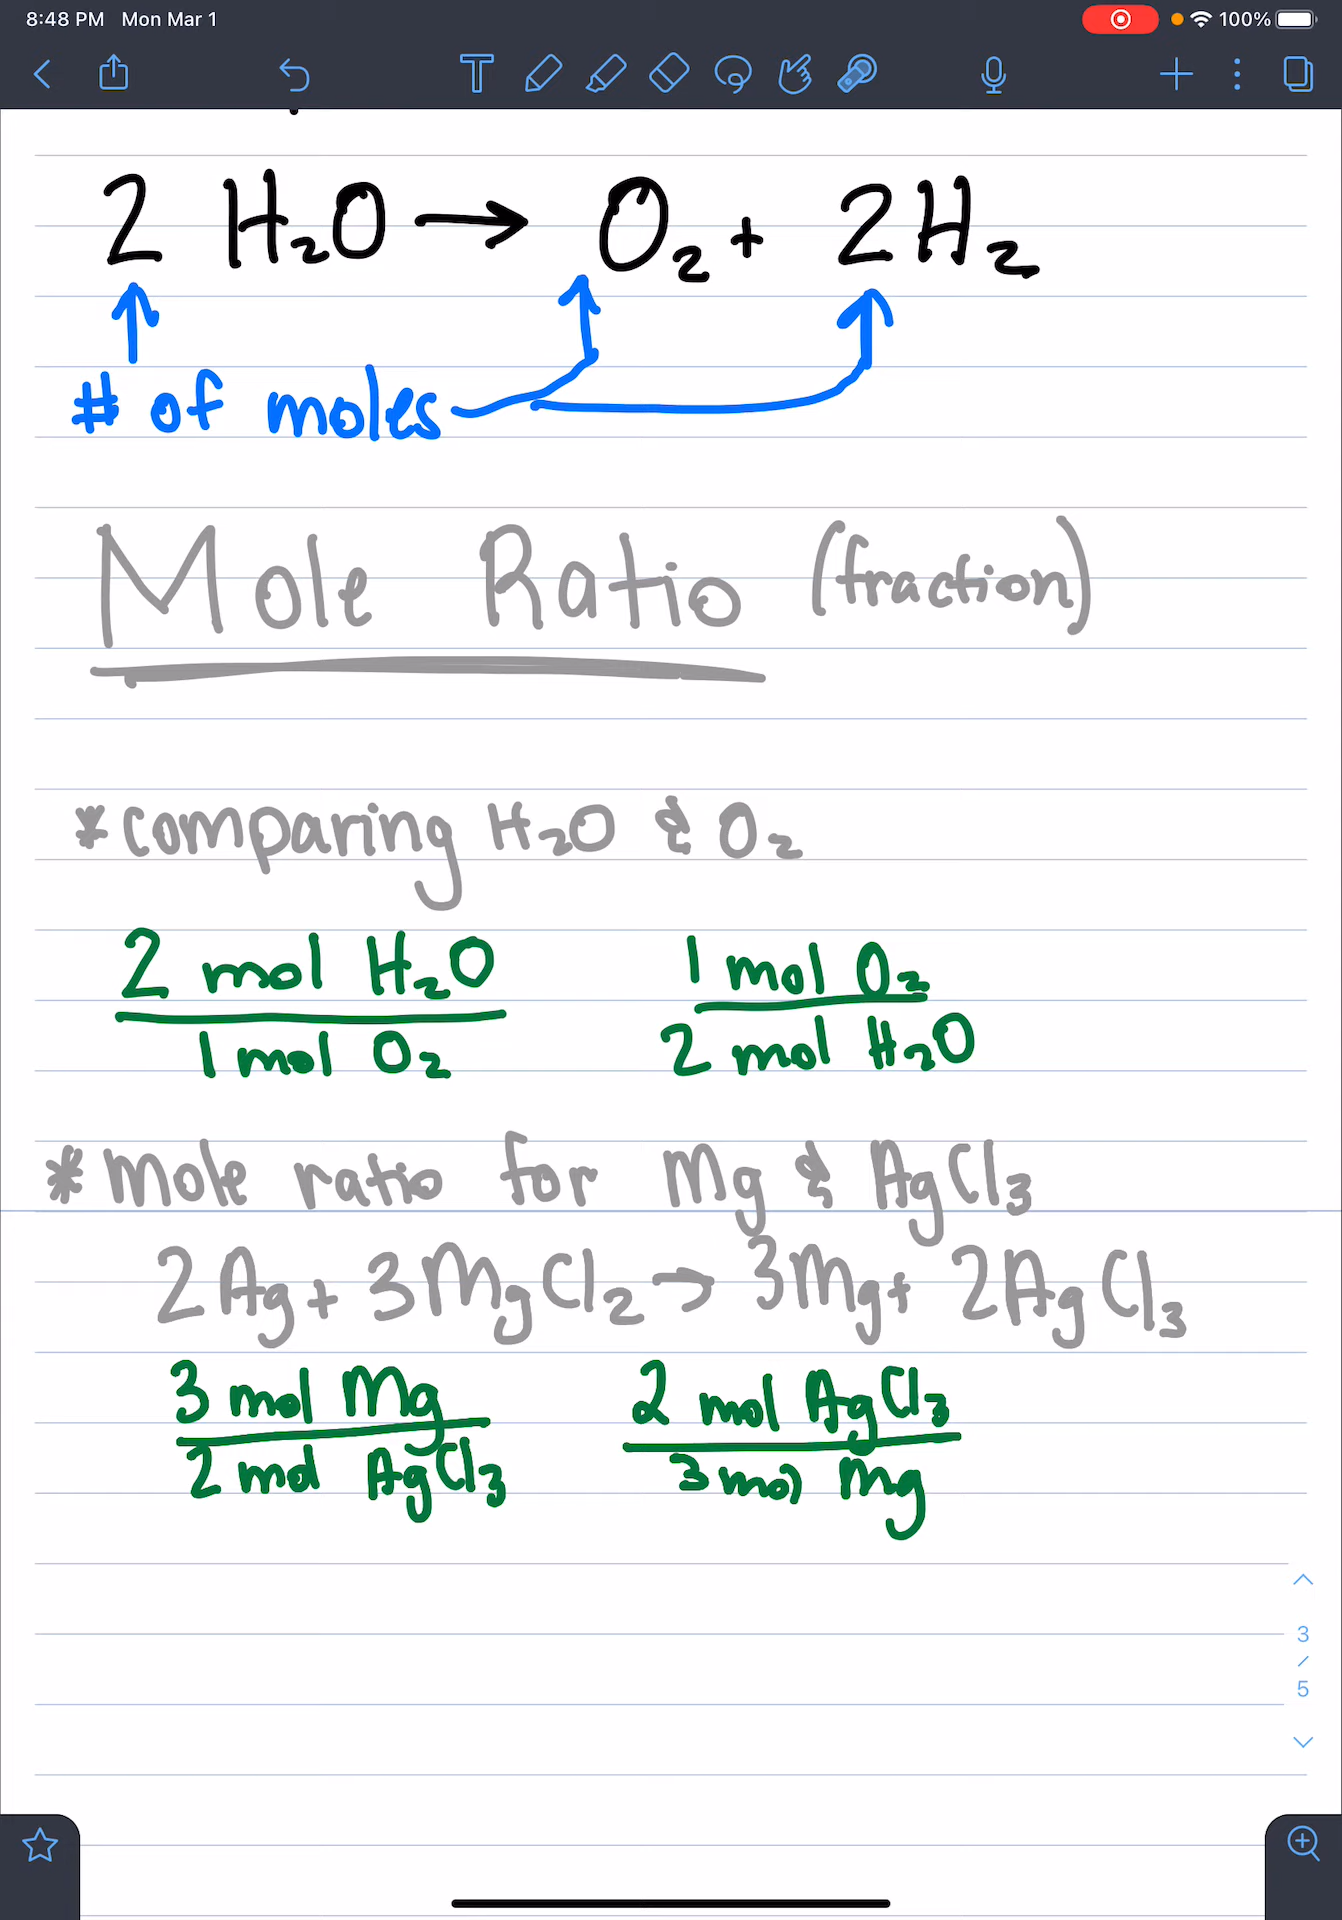 8:48 PM Mon Mar 1 100%
2 H₂O → O₂ + 2H₂
# of moles
Mole Ratio (fraction)
* comparing H₂O & O₂
2 mol H₂O 1 mol O₂
1 mol O₂ 2 mol H₂O
* Mole ratio for Mg & AgCl₃
2Ag + 3MgCl₂ → 3Mg + 2AgCl₃
3 mol Mg 2 mol AgCl₃
2 mol AgCl₃ 3 mol Mg
3
/
5